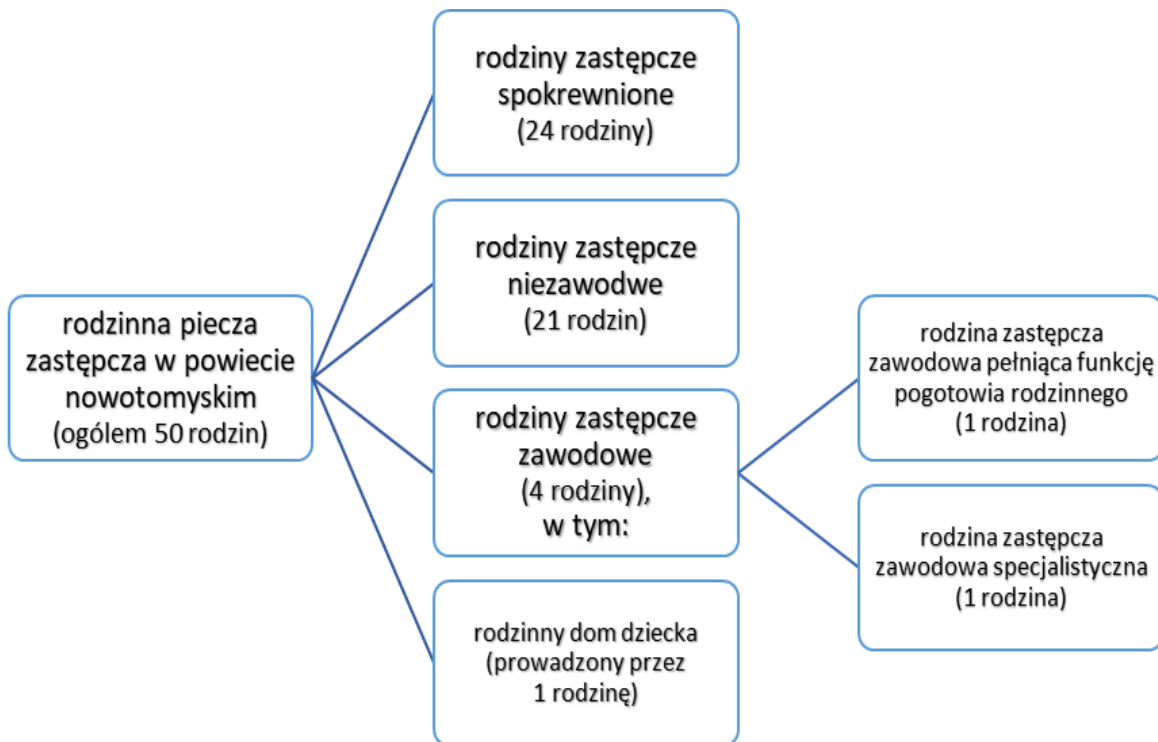 rodzinna piecza
zastępcza w powiecie
nowotomyskim
(ogólem 50 rodzin)
rodziny zastępcze
spokrewnione
(24 rodziny)
rodziny zastępcze
niezawodwe
(21 rodzin)
rodziny zastępcze
zawodowe
(4 rodziny),
w tym:
rodzinny dom dziecka
(prowadzony przez
1 rodzinę)
rodzina zastępcza
zawodowa pełniąca funkcję
pogotowia rodzinnego
(1 rodzina)
rodzina zastępcza
zawodowa specjalistyczna
(1 rodzina)